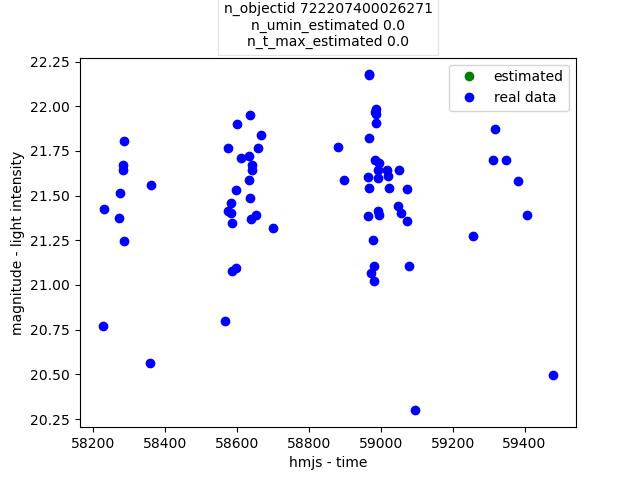 n_objectid 722207400026271
n_umin_estimated 0.0
n_t_max_estimated 0.0
estimated
real data
magnitude - light intensity
22.25
22.00
21.75
21.50
21.25
21.00
20.75
20.50
20.25
58200 58400 58600 58800 59000 59200 59400
hmjs - time